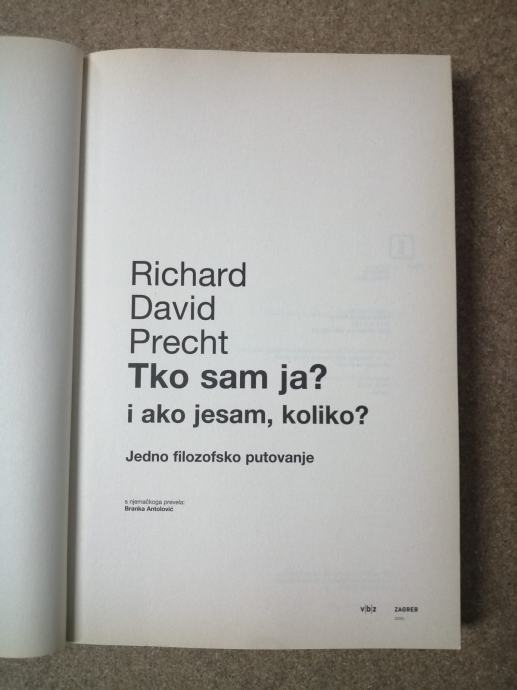 Richard
David
Precht
Tko sam ja?
i ako jesam, koliko?
Jedno filozofsko putovanje
s njemačkoga prevela:
Branka Antolović
v|b|z ZAGREB